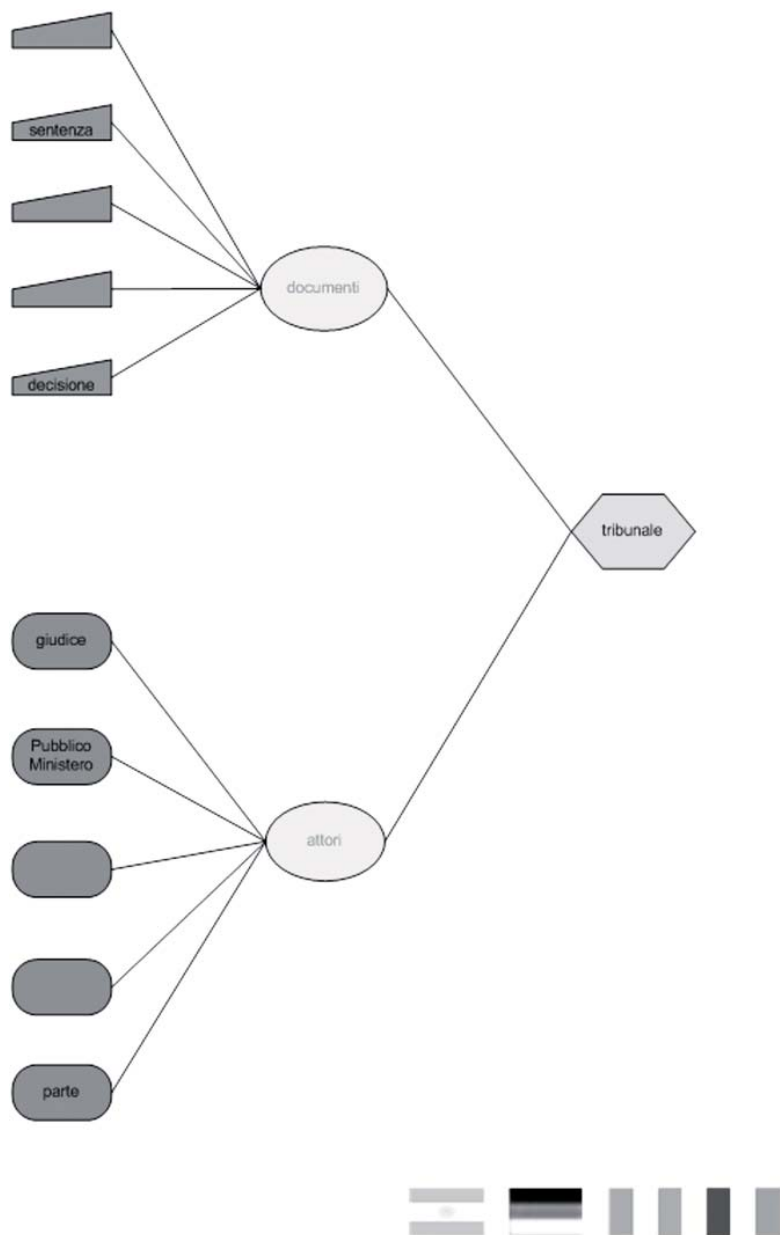 sentenza
documenti
decisione
tribunale
giudice
Pubblico
Ministero
attori
parte